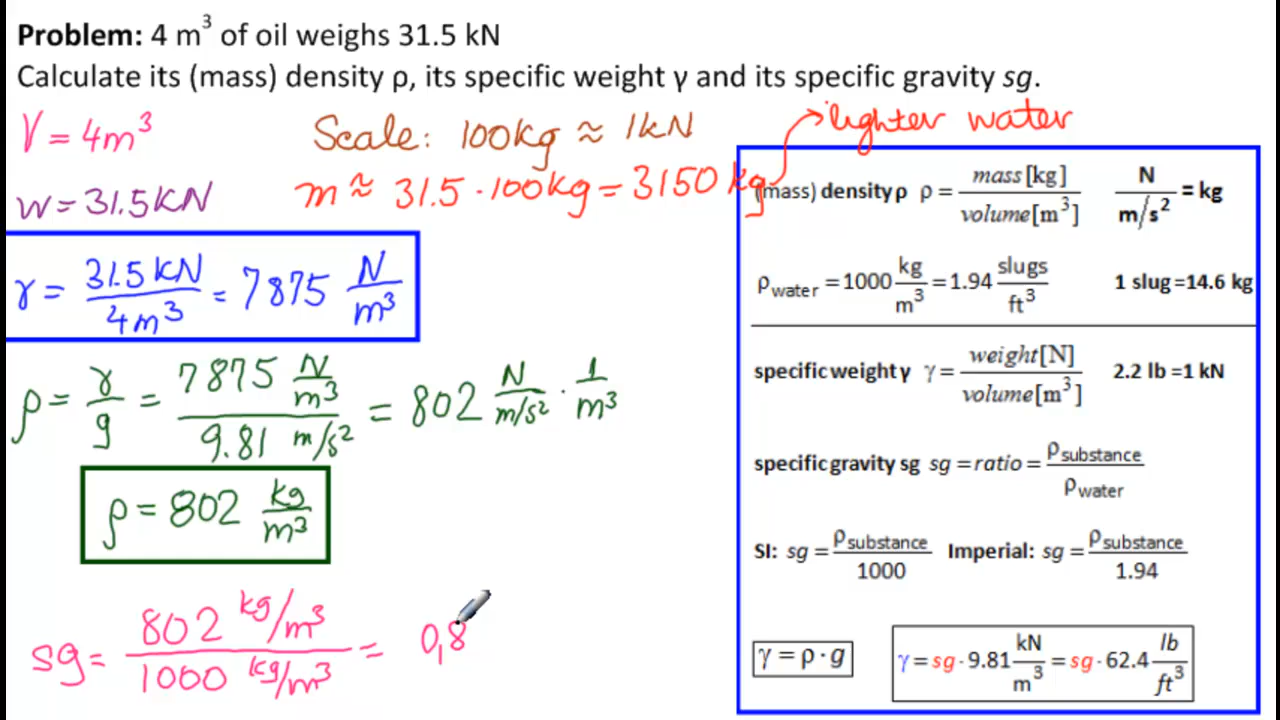 Problem: 4 m³ of oil weighs 31.5 kN
Calculate its (mass) density ρ, its specific weight γ and its specific gravity sg.
V = 4m³
Scale: 100kg ≈ 1kN
lighter water
w = 31.5KN
m ≈ 31.5 · 100kg = 3150 kg
γ = 31.5 KN / 4m³ = 7875 N/m³
ρ = γ/g = 7875 N/m³ / 9.81 m/s² = 802 N/m/s² · 1/m³
ρ = 802 kg/m³
sg = 802 kg/m³ / 1000 kg/m³ = 0,8
(mass) density ρ ρ = mass [kg] / volume[m³] N / m/s² = kg
ρwater = 1000 kg/m³ = 1.94 slugs/ft³ 1 slug=14.6 kg
specific weight γ γ = weight[N] / volume[m³] 2.2 lb =1 kN
specific gravity sg sg = ratio = ρsubstance / ρwater
SI: sg = ρsubstance / 1000 Imperial: sg = ρsubstance / 1.94
γ = ρ · g
γ = sg · 9.81 kN/m³ = sg · 62.4 lb/ft³